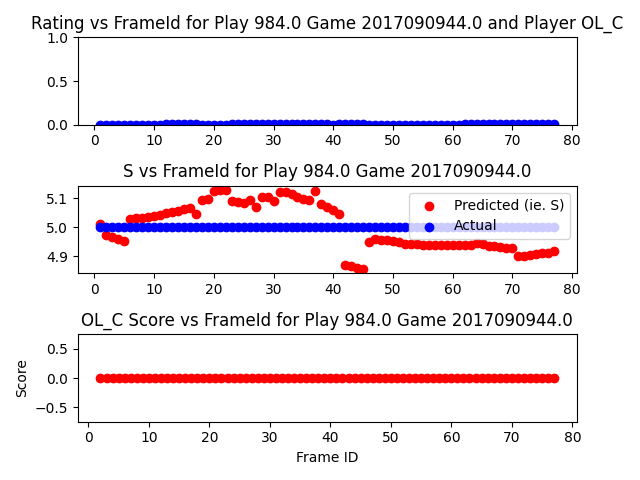 Rating vs FrameId for Play 984.0 Game 2017090944.0 and Player OL_C
1.0
0.5
0.0
0 10 20 30 40 50 60 70 80
S vs FrameId for Play 984.0 Game 2017090944.0
5.1
5.0
4.9
Predicted (ie. S)
Actual
0 10 20 30 40 50 60 70 80
OL_C Score vs FrameId for Play 984.0 Game 2017090944.0
Score
0.5
0.0
−0.5
0 10 20 30 40 50 60 70 80
Frame ID